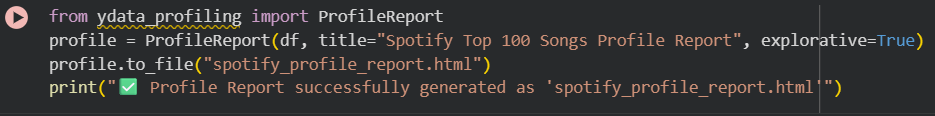 from ydata_profiling import ProfileReport
profile = ProfileReport(df, title="Spotify Top 100 Songs Profile Report", explorative=True)
profile.to_file("spotify_profile_report.html")
print("✅ Profile Report successfully generated as 'spotify_profile_report.html'")